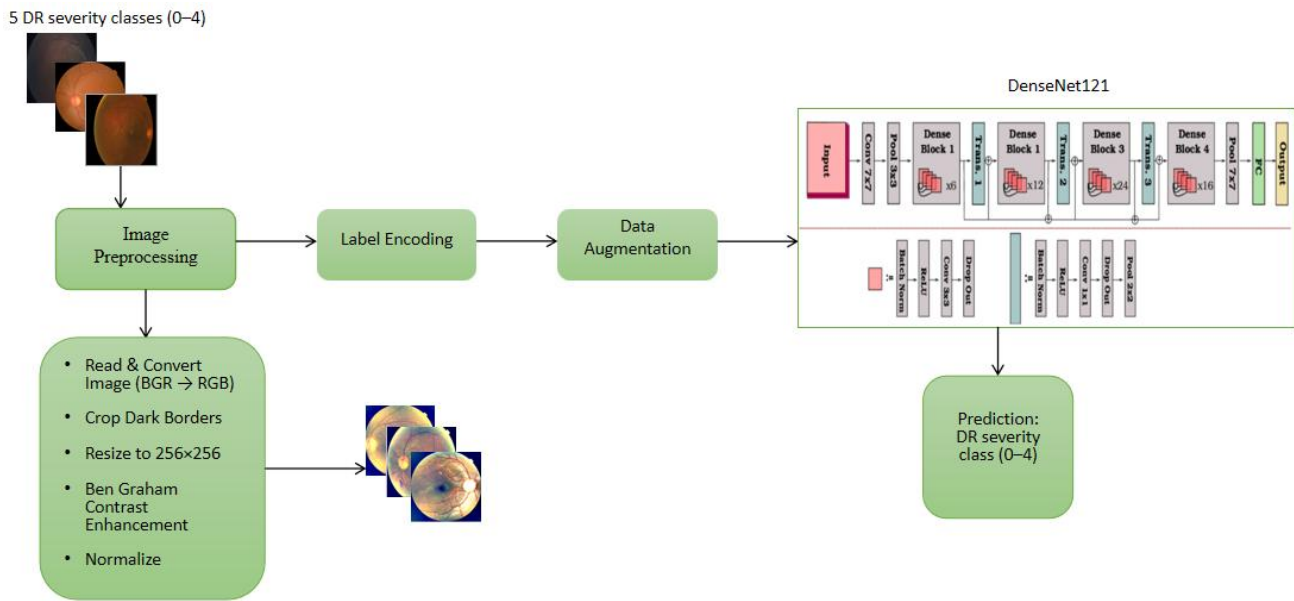 5 DR severity classes (0–4)
DenseNet121
Input
Conv 7x7
Pool 3x3
Dense
Block 1
x6
Trans. 1
Dense
Block 1
x12
Trans. 2
Dense
Block 3
x24
Trans. 3
Dense
Block 4
x16
Pool 7x7
FC
Output
Batch Norm
ReLU
Conv 3x3
Drop Out
Batch Norm
ReLU
Conv 1x1
Drop Out
Pool 2x2
Image
Preprocessing
Label Encoding
Data
Augmentation
• Read & Convert
Image (BGR → RGB)
• Crop Dark Borders
• Resize to 256×256
• Ben Graham
Contrast
Enhancement
• Normalize
Prediction:
DR severity
class (0–4)